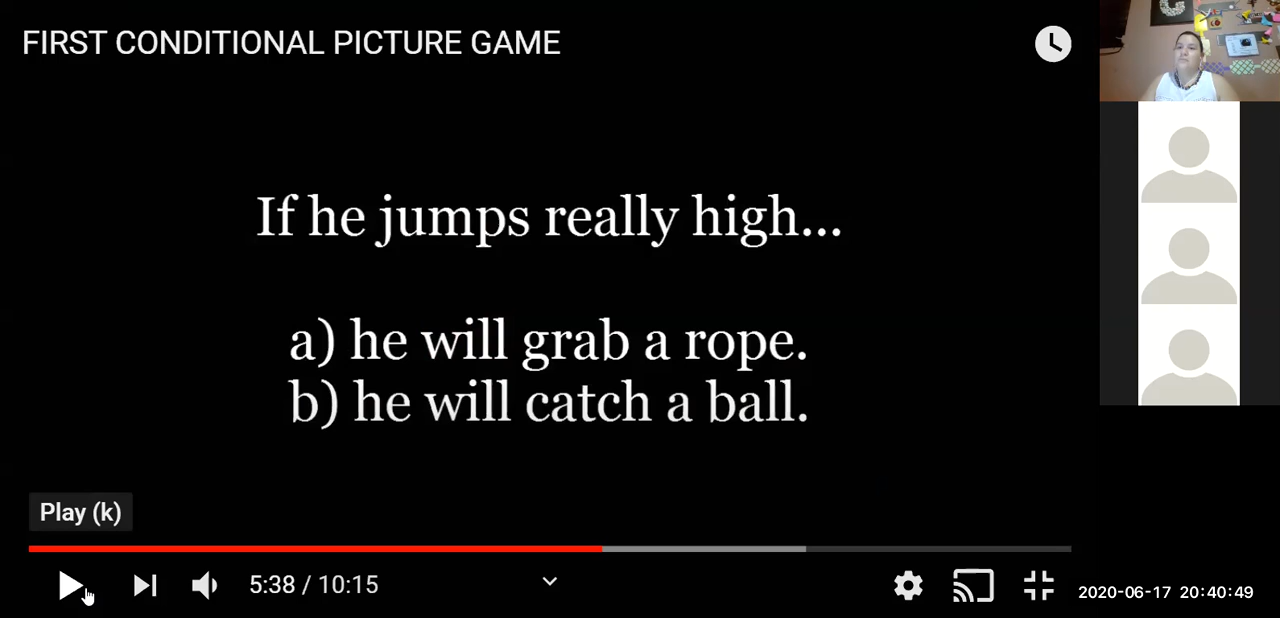 FIRST CONDITIONAL PICTURE GAME
If he jumps really high...
a) he will grab a rope.
b) he will catch a ball.
Play (k)
5:38 / 10:15
2020-06-17 20:40:49